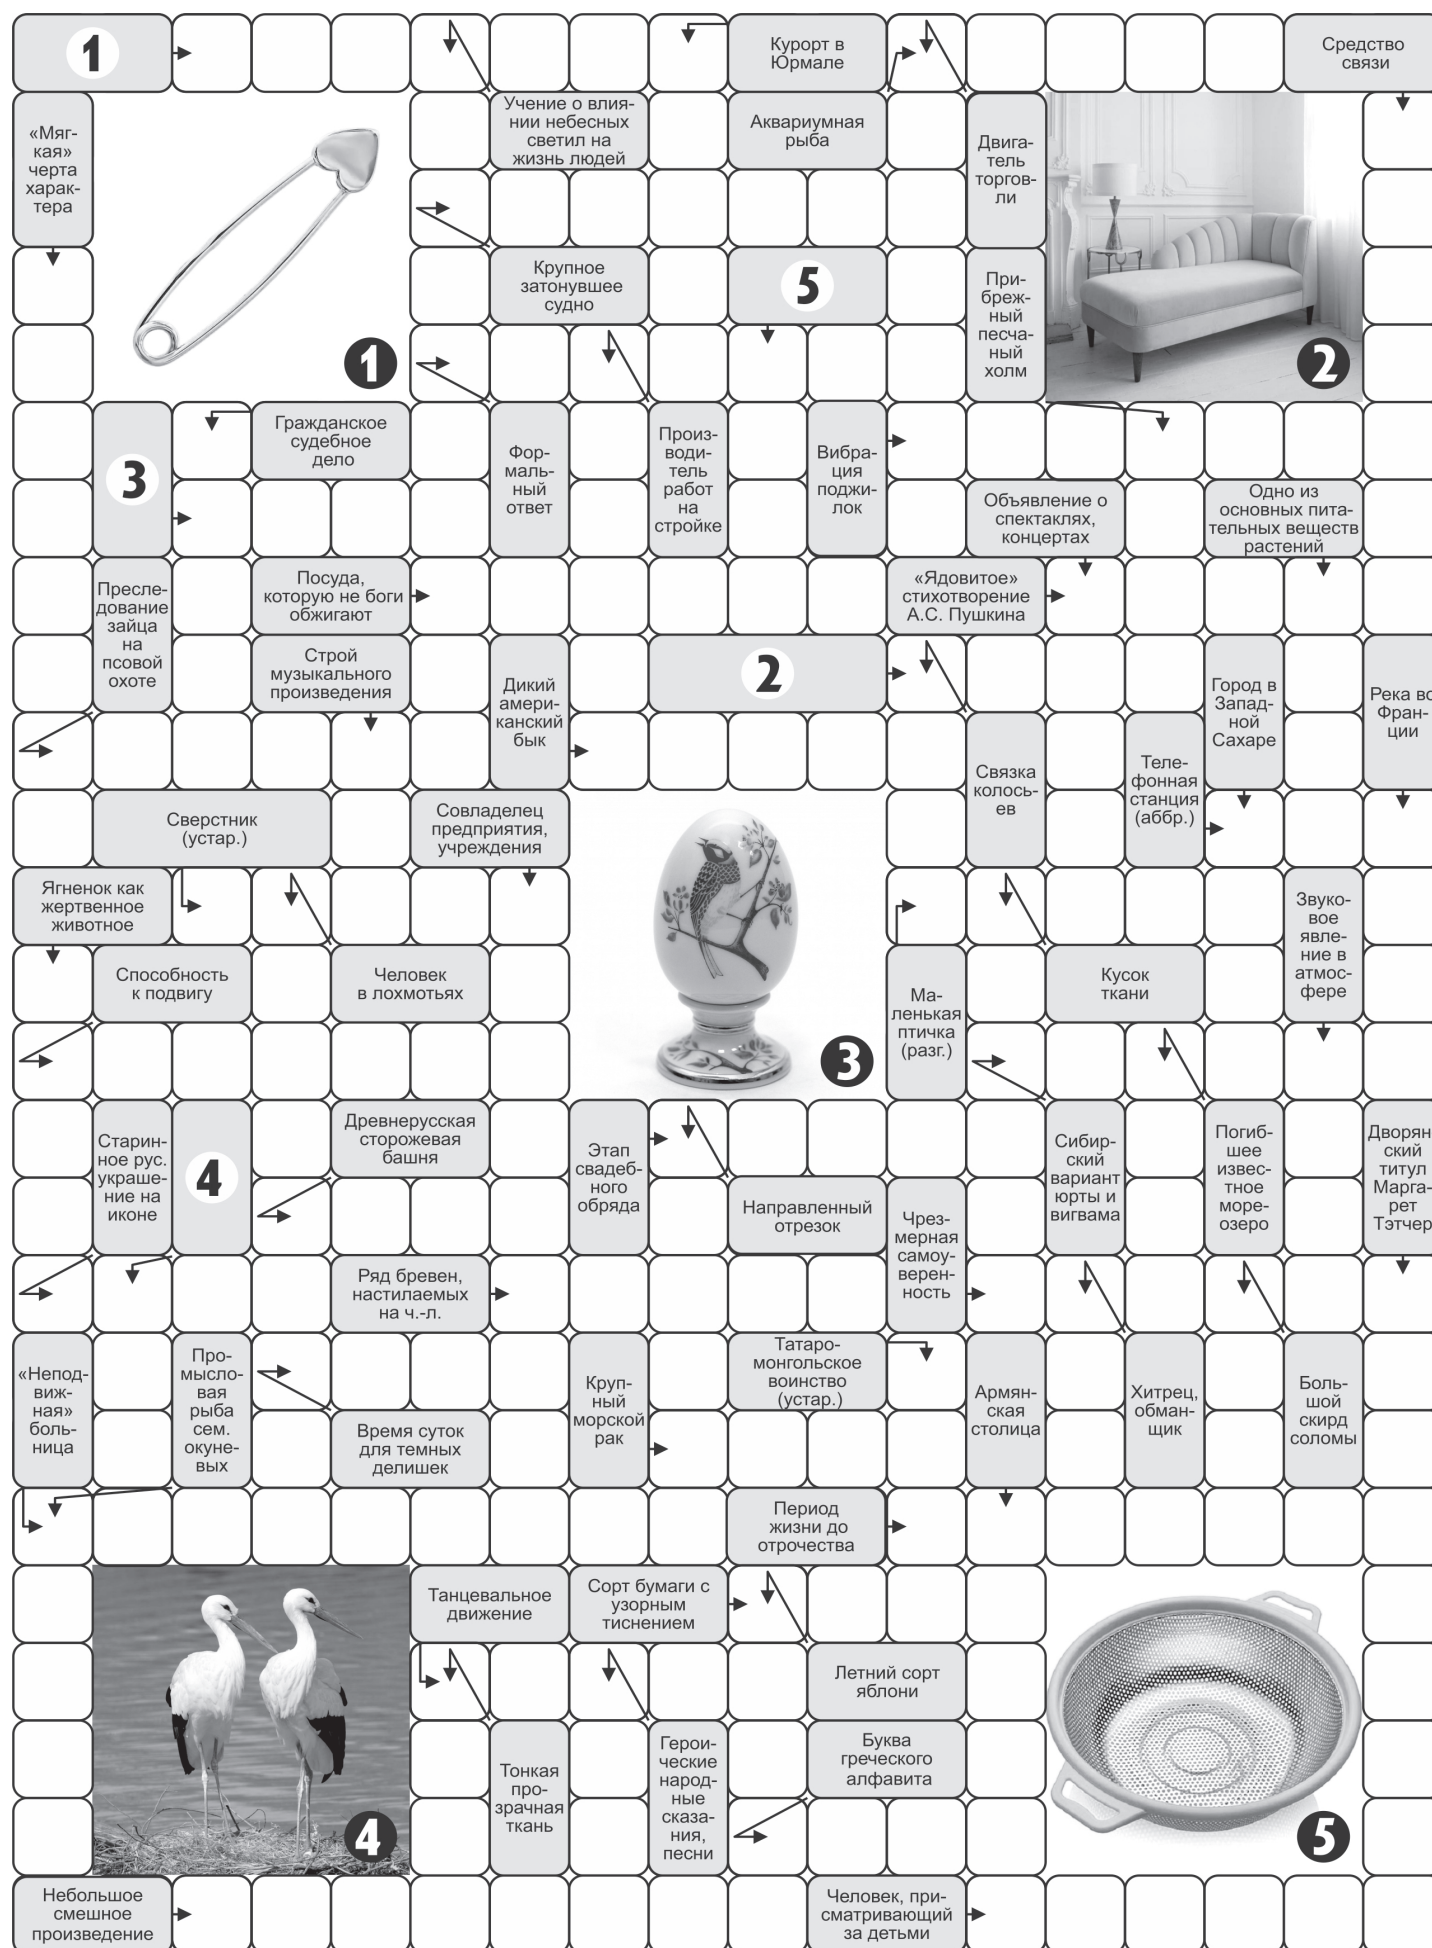 1
Курорт в
Юрмале
Средство
связи
«Мяг-
кая»
черта
харак-
тера
Учение о влия-
нии небесных
светил на
жизнь людей
Аквариумная
рыба
Двига-
тель
торгов-
ли
Крупное
затонувшее
судно
5
При-
бреж-
ный
песча-
ный
холм
1
2
3
Гражданское
судебное
дело
Фор-
маль-
ный
ответ
Произ-
води-
тель
работ
на
стройке
Вибра-
ция
поджи-
лок
Объявление о
спектаклях,
концертах
Одно из
основных пита-
тельных веществ
растений
Пресле-
дование
зайца
на
псовой
охоте
Посуда,
которую не боги
обжигают
«Ядовитое»
стихотворение
А.С. Пушкина
Строй
музыкального
произведения
Дикий
амери-
канский
бык
2
Город в
Запад-
ной
Сахаре
Река во
Фран-
ции
Связка
колось-
ев
Теле-
фонная
станция
(аббр.)
Сверстник
(устар.)
Совладелец
предприятия,
учреждения
Ягненок как
жертвенное
животное
Звуко-
вое
явле-
ние в
атмос-
фере
Способность
к подвигу
Человек
в лохмотьях
Ма-
ленькая
птичка
(разг.)
Кусок
ткани
3
Старин-
ное рус.
украше-
ние на
иконе
4
Древнерусская
сторожевая
башня
Этап
свадеб-
ного
обряда
Сибир-
ский
вариант
юрты и
вигвама
Погиб-
шее
извес-
тное
море-
озеро
Дворян-
ский
титул
Марга-
рет
Тэтчер
Направленный
отрезок
Чрез-
мерная
самоу-
верен-
ность
Ряд бревен,
настилаемых
на ч.-л.
«Непод-
виж-
ная»
боль-
ница
Про-
мысло-
вая
рыба
сем.
окуне-
вых
Круп-
ный
морской
рак
Татаро-
монгольское
воинство
(устар.)
Армян-
ская
столица
Хитрец,
обман-
щик
Боль-
шой
скирд
соломы
Время суток
для темных
делишек
Период
жизни до
отрочества
Танцевальное
движение
Сорт бумаги с
узорным
тиснением
Летний сорт
яблони
Тонкая
про-
зрачная
ткань
Герои-
ческие
народ-
ные
сказа-
ния,
песни
Буква
греческого
алфавита
4
5
Небольшое
смешное
произведение
Человек, при-
сматривающий
за детьми